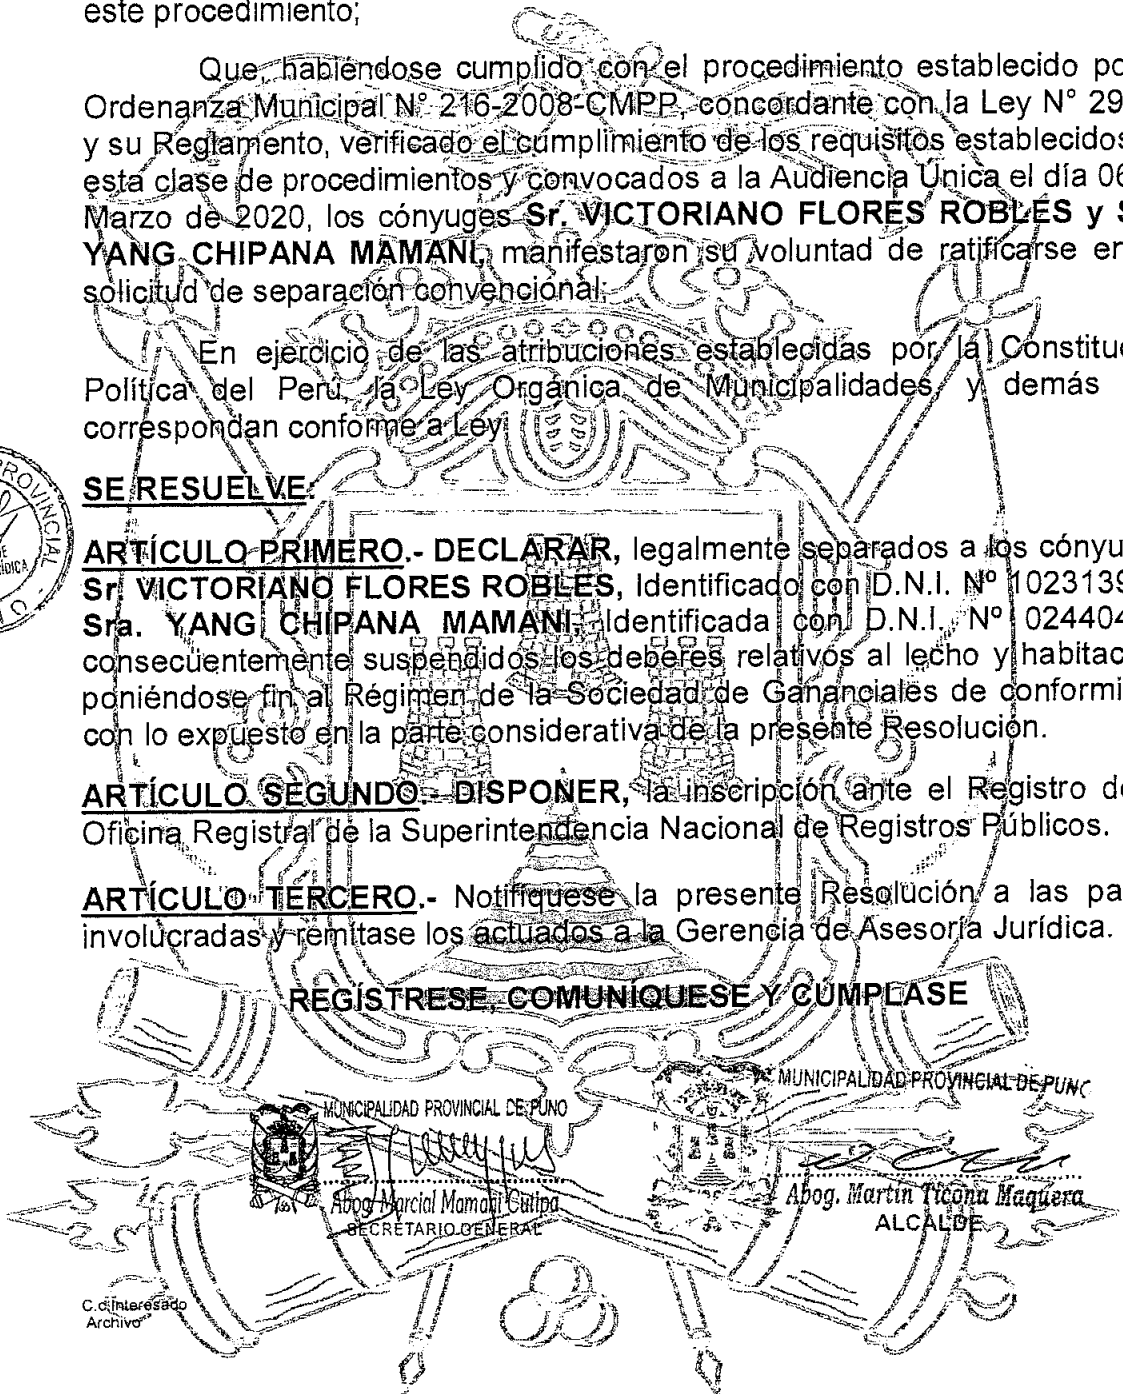 este procedimiento;
Que, habiéndose cumplido con el procedimiento establecido po
Ordenanza Municipal N° 216-2008-CMPP, concordante con la Ley N° 29
y su Reglamento, verificado el cumplimiento de los requisitos establecidos
esta clase de procedimientos y convocados a la Audiencia Única el día 06
Marzo de 2020, los cónyuges Sr. VICTORIANO FLORES ROBLES y S
YANG CHIPANA MAMANI, manifestaron su voluntad de ratificarse en
solicitud de separación convencional;
En ejercicio de las atribuciones establecidas por la Constitu
Política del Perú, la Ley Orgánica de Municipalidades, y demás
correspondan conforme a Ley;
SE RESUELVE:
ARTÍCULO PRIMERO.- DECLARAR, legalmente separados a los cónyu
Sr. VICTORIANO FLORES ROBLES, Identificado con D.N.I. Nº 1023139
Sra. YANG CHIPANA MAMANI, Identificada con D.N.I. Nº 024404
consecuentemente suspendidos los deberes relativos al lecho y habitac
poniéndose fin al Régimen de la Sociedad de Gananciales de conformi
con lo expuesto en la parte considerativa de la presente Resolución.
ARTÍCULO SEGUNDO.- DISPONER, la inscripción ante el Registro de
Oficina Registral de la Superintendencia Nacional de Registros Públicos.
ARTÍCULO TERCERO.- Notifíquese la presente Resolución a las pa
involucradas y remítase los actuados a la Gerencia de Asesoría Jurídica.
REGÍSTRESE, COMUNÍQUESE Y CÚMPLASE
MUNICIPALIDAD PROVINCIAL DE PUNO
Abog. Marcial Mamani Cutipa
SECRETARIO GENERAL
MUNICIPALIDAD PROVINCIAL DE PUNO
Abog. Martin Ticona Maquera
ALCALDE
C.c Interesado
Archivo
PROVINCIAL